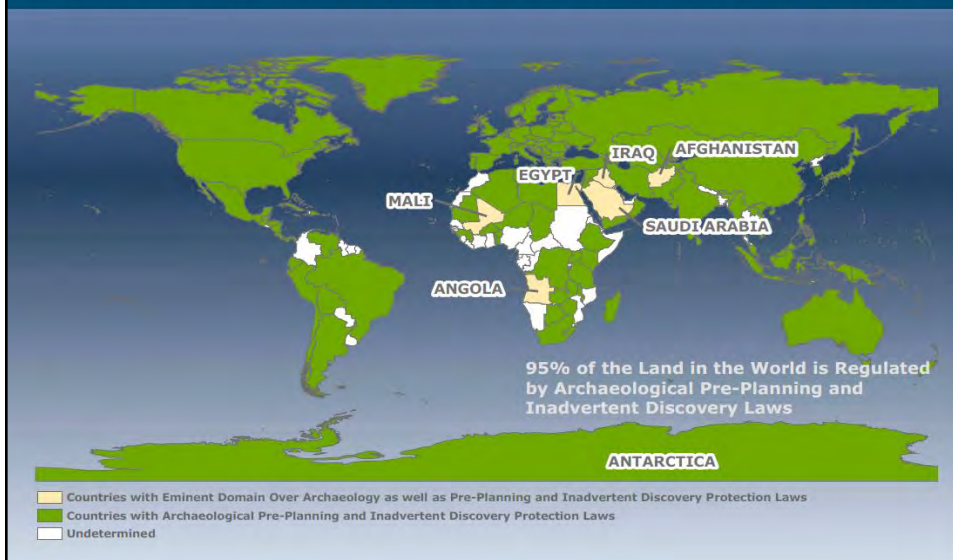 IRAQ
AFGHANISTAN
EGYPT
MALI
SAUDI ARABIA
ANGOLA
95% of the Land in the World is Regulated
by Archaeological Pre-Planning and
Inadvertent Discovery Laws
ANTARCTICA
Countries with Eminent Domain Over Archaeology as well as Pre-Planning and Inadvertent Discovery Protection Laws
Countries with Archaeological Pre-Planning and Inadvertent Discovery Protection Laws
Undetermined